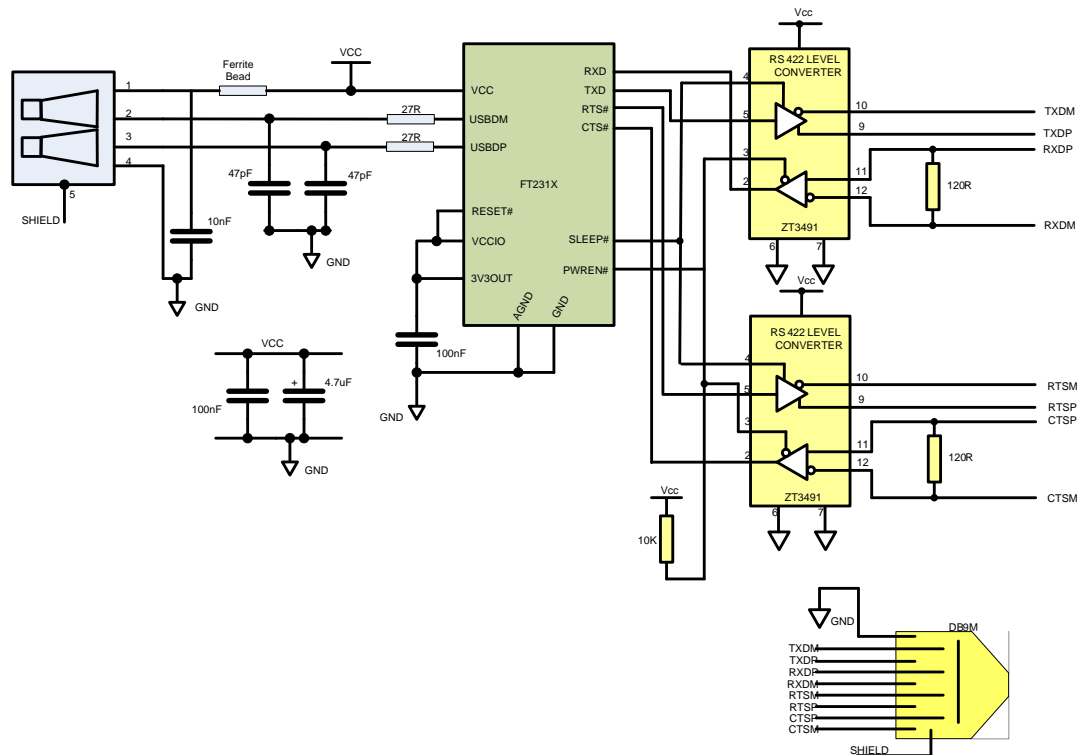 Vcc
RS 422 LEVEL
CONVERTER
Ferrite
Bead
VCC
1
2
3
4
5
SHIELD
27R
27R
47pF
47pF
10nF
GND
GND
VCC
USBDM
USBDP
FT231X
RESET#
VCCIO
3V3OUT
AGND
GND
RXD
TXD
RTS#
CTS#
SLEEP#
PWREN#
100nF
GND
VCC
100nF
+
4.7uF
GND
4
5
3
2
10
9
11
12
ZT3491
6
7
TXDM
TXDP
RXDP
120R
RXDM
Vcc
RS 422 LEVEL
CONVERTER
4
5
3
2
10
9
11
12
ZT3491
6
7
RTSM
RTSP
CTSP
120R
CTSM
Vcc
10K
GND
DB9M
TXDM
TXDP
RXDP
RXDM
RTSM
RTSP
CTSP
CTSM
SHIELD